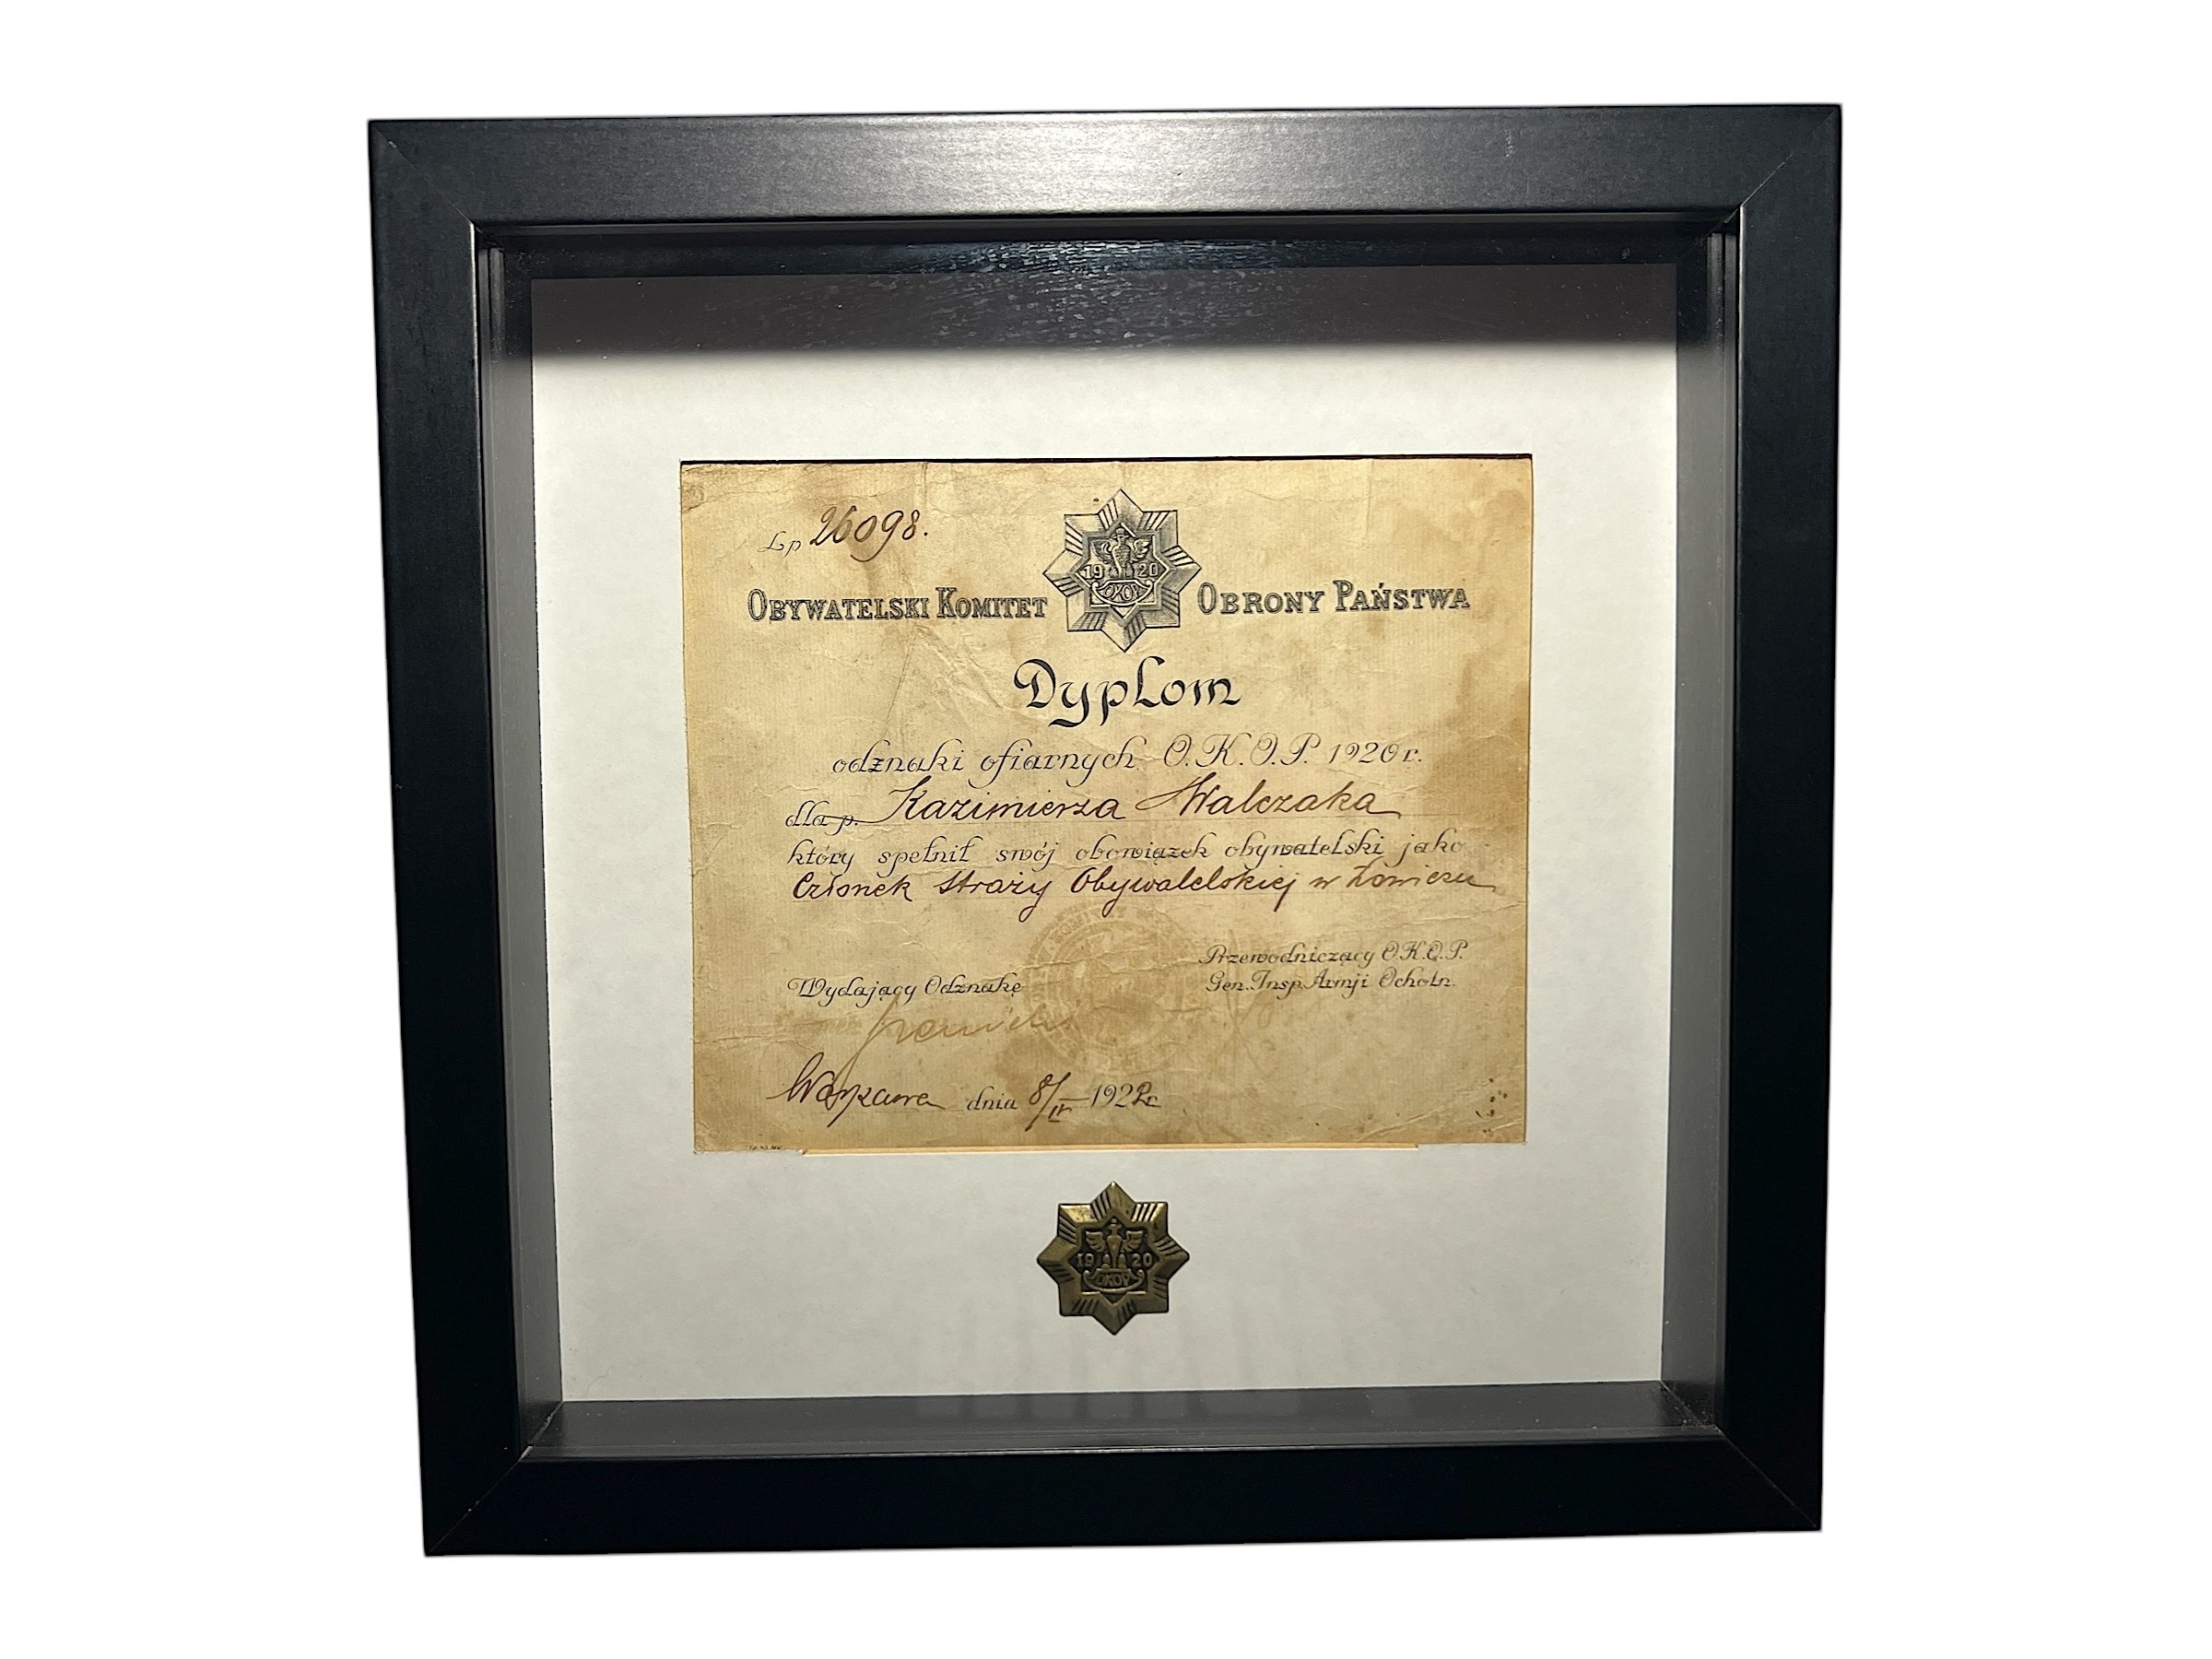 Lp 26098.
1920
OKOP
OBYWATELSKI KOMITET OBRONY PAŃSTWA
Dyplom
odznaki ofiarnych O.K.O.P. 1920 r.
dla p. Kazimierza Walczaka
który spełnił swój obowiązek obywatelski jako
Członek Straży Obywatelskiej w Łowiczu
Przewodniczący O.K.O.P.
Wydający Odznakę
Gen. Insp. Armji Ochotn.
Warszawa dnia 8/IV 1922 r.
1920
OKOP